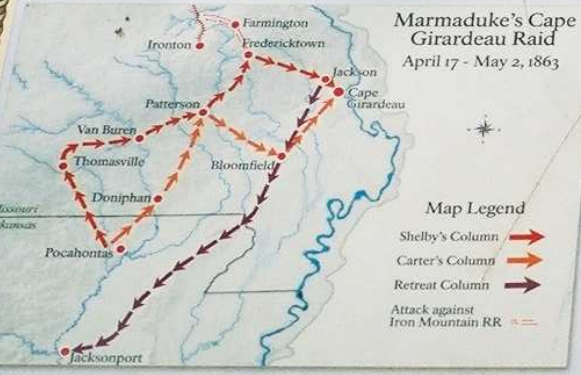 Marmaduke's Cape
Girardeau Raid
April 17 - May 2, 1863
Farmington
Ironton
Fredericktown
Jackson
Cape
Girardeau
Patterson
Van Buren
Thomasville
Bloomfield
Doniphan
Missouri
Arkansas
Pocahontas
Jacksonport
Map Legend
Shelby's Column
Carter's Column
Retreat Column
Attack against
Iron Mountain RR